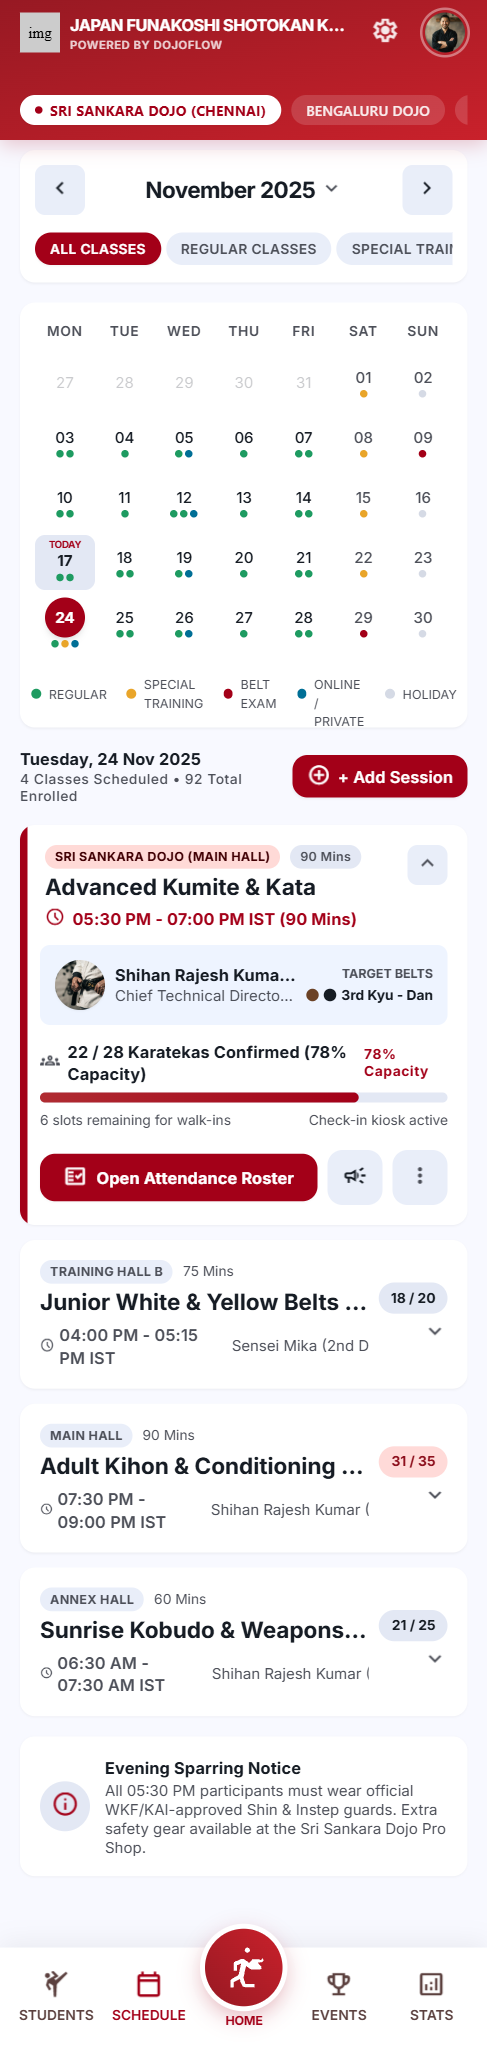 img
JAPAN FUNAKOSHI SHOTOKAN K...
POWERED BY DOJOFLOW
SRI SANKARA DOJO (CHENNAI)
BENGALURU DOJO
November 2025
ALL CLASSES
REGULAR CLASSES
SPECIAL TRAIN
MON TUE WED THU FRI SAT SUN
27 28 29 30 31 01 02
03 04 05 06 07 08 09
10 11 12 13 14 15 16
TODAY
17 18 19 20 21 22 23
24 25 26 27 28 29 30
REGULAR
SPECIAL
TRAINING
BELT
EXAM
ONLINE
/
PRIVATE
HOLIDAY
Tuesday, 24 Nov 2025
4 Classes Scheduled • 92 Total
Enrolled
+ Add Session
SRI SANKARA DOJO (MAIN HALL)
90 Mins
Advanced Kumite & Kata
05:30 PM - 07:00 PM IST (90 Mins)
Shihan Rajesh Kuma...
Chief Technical Directo...
TARGET BELTS
3rd Kyu - Dan
22 / 28 Karatekas Confirmed (78%
Capacity)
78%
Capacity
6 slots remaining for walk-ins
Check-in kiosk active
Open Attendance Roster
TRAINING HALL B
75 Mins
Junior White & Yellow Belts ...
18 / 20
04:00 PM - 05:15
PM IST
Sensei Mika (2nd D
MAIN HALL
90 Mins
Adult Kihon & Conditioning ...
31 / 35
07:30 PM -
09:00 PM IST
Shihan Rajesh Kumar (
ANNEX HALL
60 Mins
Sunrise Kobudo & Weapons...
21 / 25
06:30 AM -
07:30 AM IST
Shihan Rajesh Kumar (
Evening Sparring Notice
All 05:30 PM participants must wear official
WKF/KAI-approved Shin & Instep guards. Extra
safety gear available at the Sri Sankara Dojo Pro
Shop.
STUDENTS
SCHEDULE
HOME
EVENTS
STATS